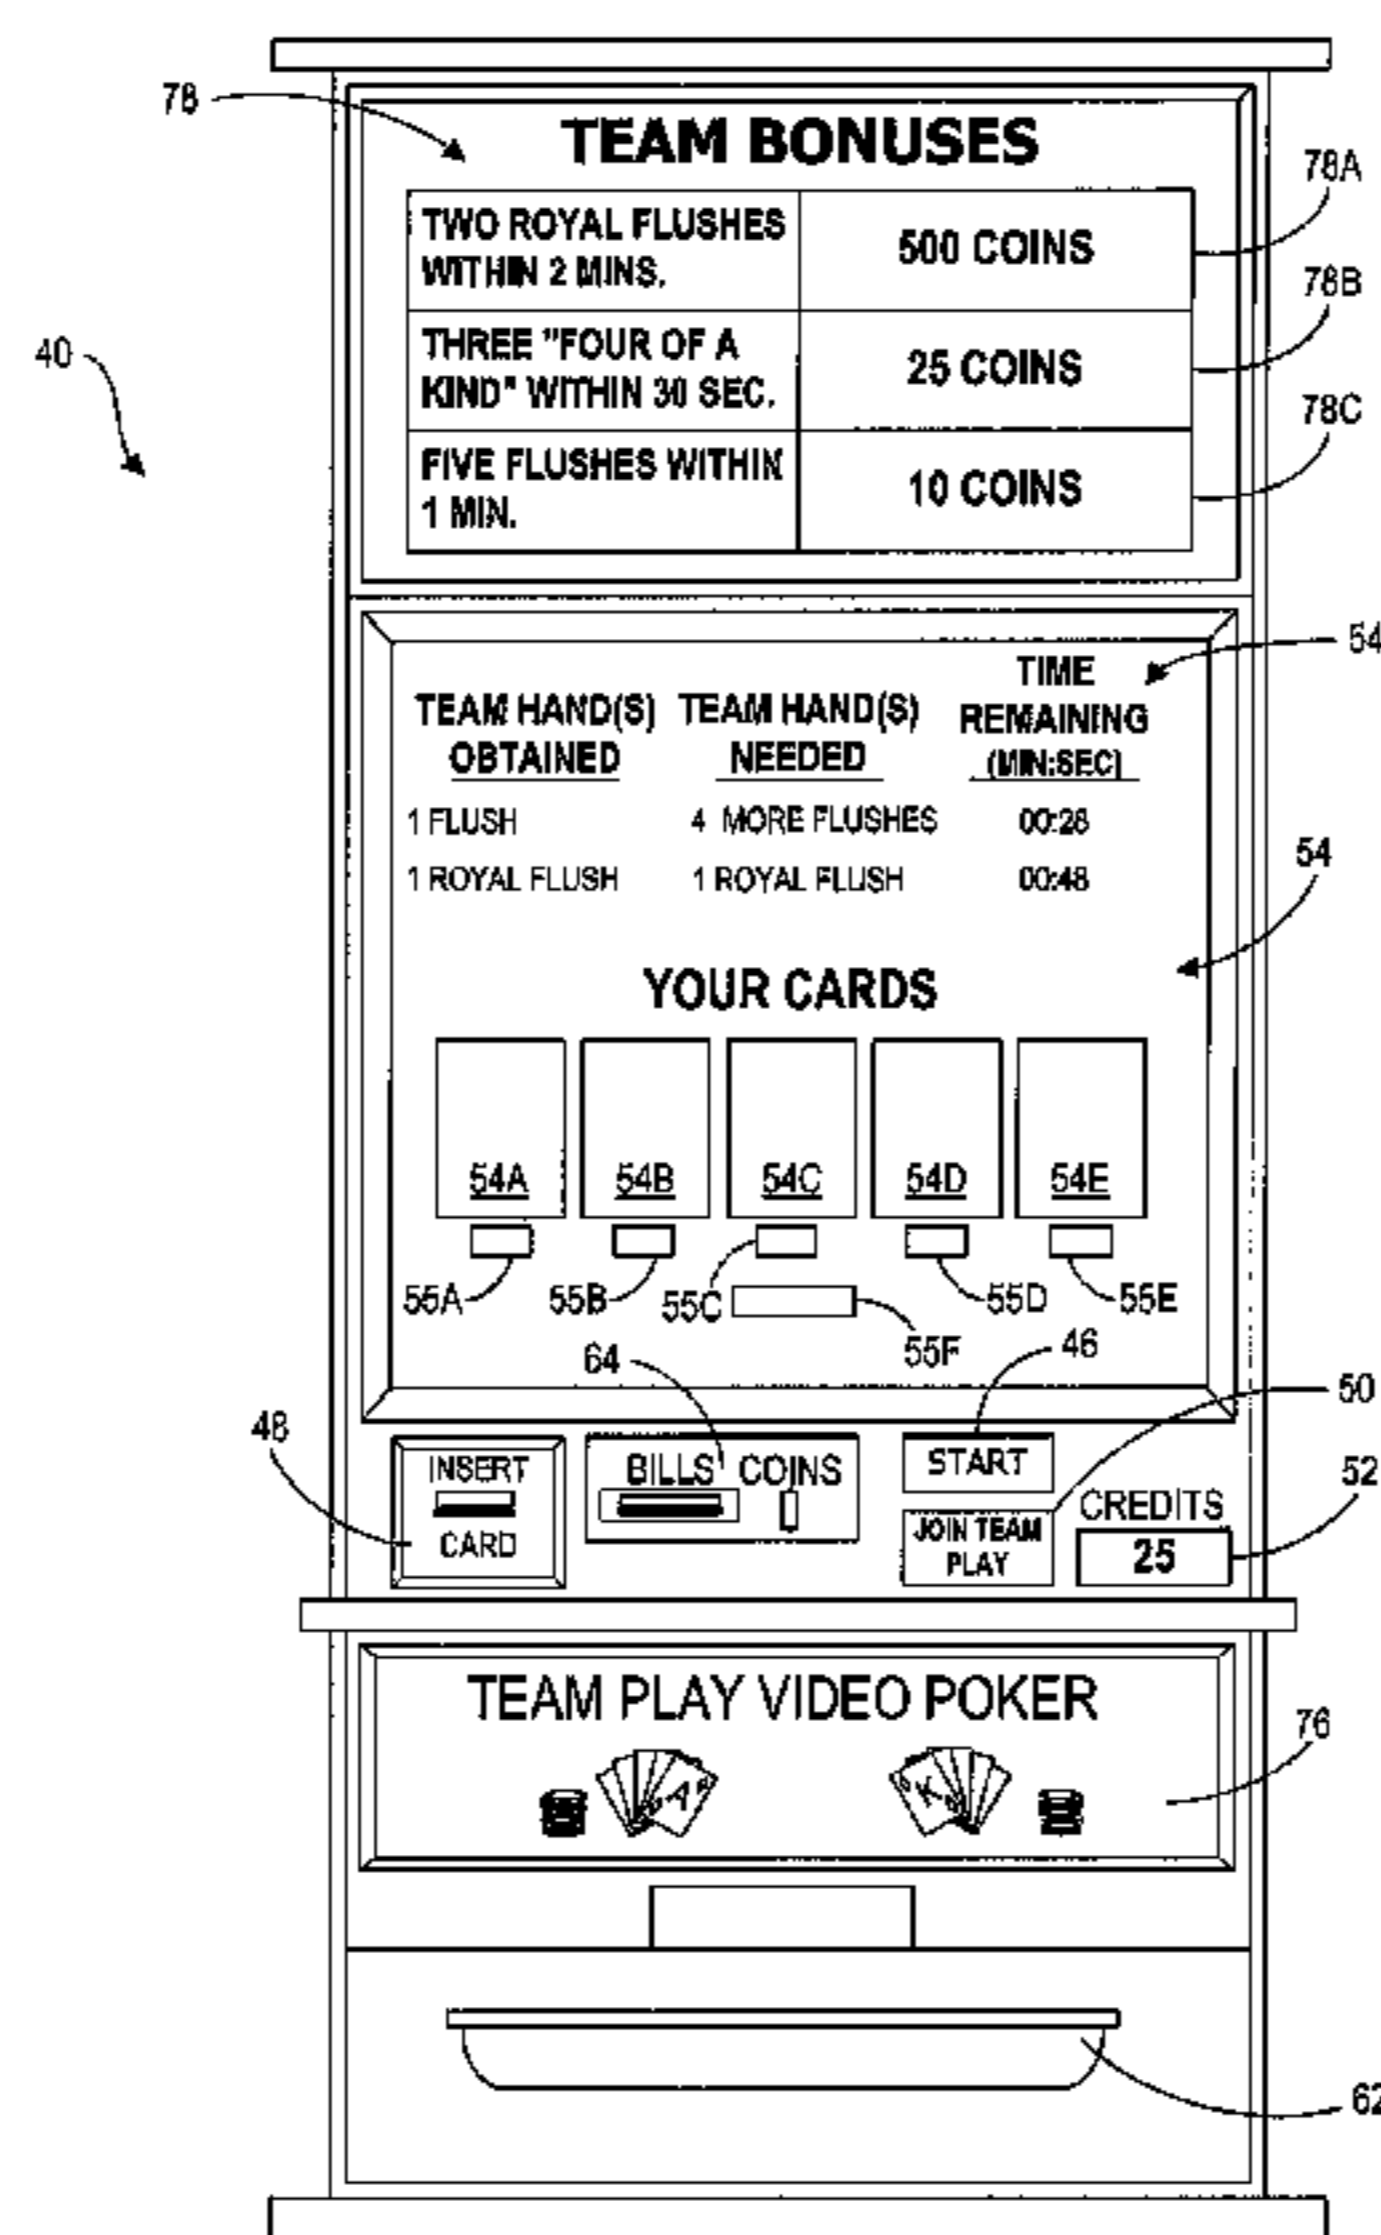 78
TEAM BONUSES
78A
TWO ROYAL FLUSHES
WITHIN 2 MINS.
500 COINS
78B
THREE "FOUR OF A
KIND" WITHIN 30 SEC.
25 COINS
40
78C
FIVE FLUSHES WITHIN
1 MIN.
10 COINS
54
TEAM HAND(S)
OBTAINED
TEAM HAND(S)
NEEDED
TIME
REMAINING
(MIN:SEC)
1 FLUSH 4 MORE FLUSHES 00:28
1 ROYAL FLUSH 1 ROYAL FLUSH 00:48
54
YOUR CARDS
54A 54B 54C 54D 54E
55A 55B 55C 55D 55E
55F
64
46
50
48
INSERT
CARD
BILLS COINS
START
JOIN TEAM
PLAY
52
CREDITS
25
TEAM PLAY VIDEO POKER
76
A
K
62